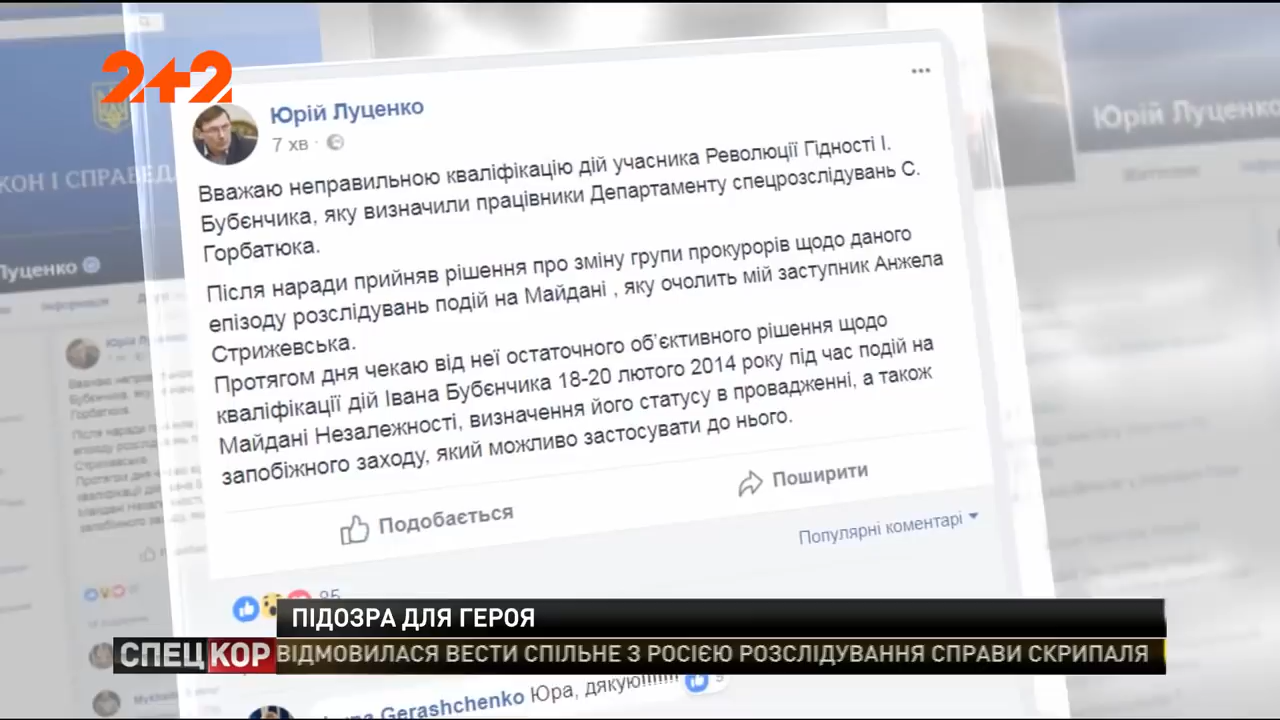 2+2
Юрій Луценко
7 хв
Вважаю неправильною кваліфікацію дій учасника Революції Гідності І.
Бубєнчика, яку визначили працівники Департаменту спецрозслідувань С.
Горбатюка.
Після наради прийняв рішення про зміну групи прокурорів щодо даного
епізоду розслідувань подій на Майдані , яку очолить мій заступник Анжела
Стрижевська.
Протягом дня чекаю від неї остаточного об'єктивного рішення щодо
кваліфікації дій Івана Бубєнчика 18-20 лютого 2014 року під час подій на
Майдані Незалежності, визначення його статусу в провадженні, а також
запобіжного заходу, який можливо застосувати до нього.
Подобається
Поширити
Популярні коментарі
ПІДОЗРА ДЛЯ ГЕРОЯ
СПЕЦКОР
ВІДМОВИЛАСЯ ВЕСТИ СПІЛЬНЕ З РОСІЄЮ РОЗСЛІДУВАННЯ СПРАВИ СКРИПАЛЯ
Gerashchenko Юра, дякую!!!!!!!
Юрій Луценко
Луценко